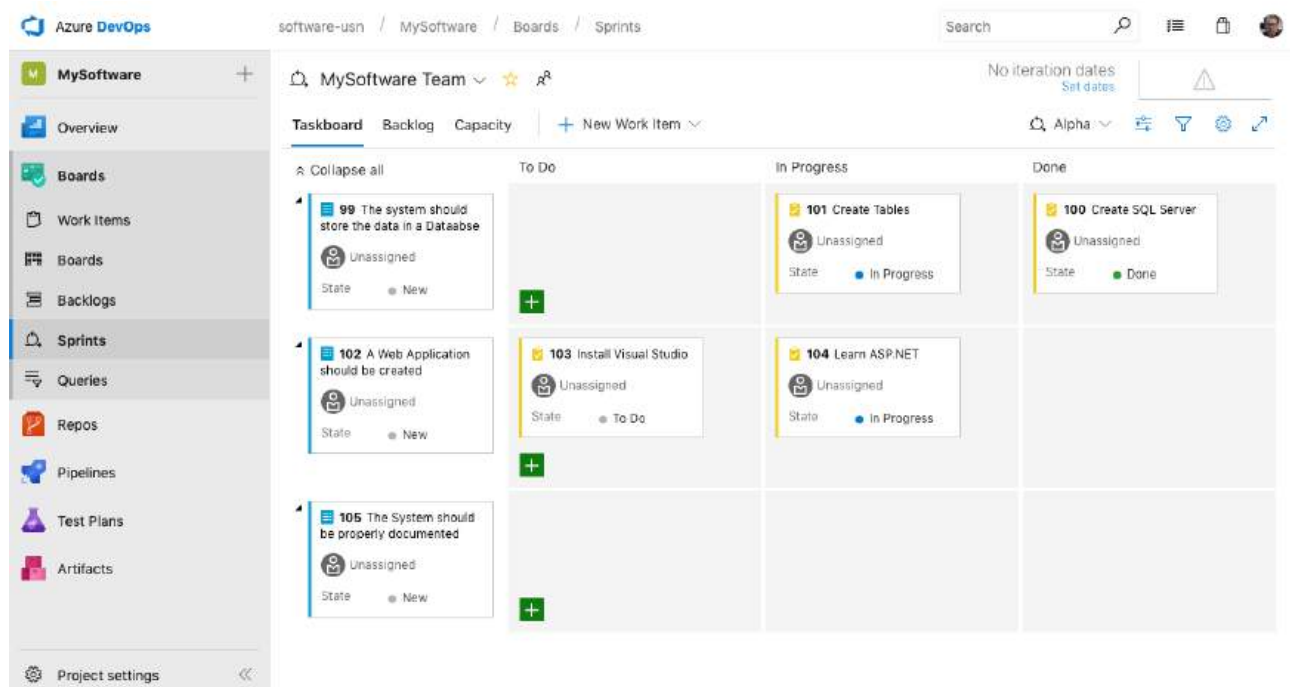 Azure DevOps
software-usn / MySoftware / Boards / Sprints
Search
M MySoftware
MySoftware Team
No iteration dates
Set dates
Overview
Taskboard Backlog Capacity
New Work Item
Alpha
Boards
Work Items
Boards
Backlogs
Sprints
Queries
Repos
Pipelines
Test Plans
Artifacts
Project settings
Collapse all
To Do
In Progress
Done
99 The system should
store the data in a Dataabse
Unassigned
State New
101 Create Tables
Unassigned
State In Progress
100 Create SQL Server
Unassigned
State Done
102 A Web Application
should be created
Unassigned
State New
103 Install Visual Studio
Unassigned
State To Do
104 Learn ASP.NET
Unassigned
State In Progress
105 The System should
be properly documented
Unassigned
State New